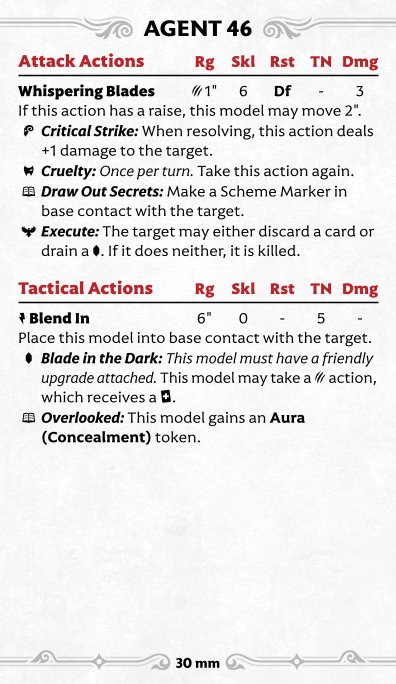 AGENT 46
Attack Actions Rg Skl Rst TN Dmg
Whispering Blades 1" 6 Df - 3
If this action has a raise, this model may move 2".
Critical Strike: When resolving, this action deals
+1 damage to the target.
Cruelty: Once per turn. Take this action again.
Draw Out Secrets: Make a Scheme Marker in
base contact with the target.
Execute: The target may either discard a card or
drain a . If it does neither, it is killed.
Tactical Actions Rg Skl Rst TN Dmg
Blend In 6" 0 - 5 -
Place this model into base contact with the target.
Blade in the Dark: This model must have a friendly
upgrade attached. This model may take a action,
which receives a .
Overlooked: This model gains an Aura
(Concealment) token.
30 mm